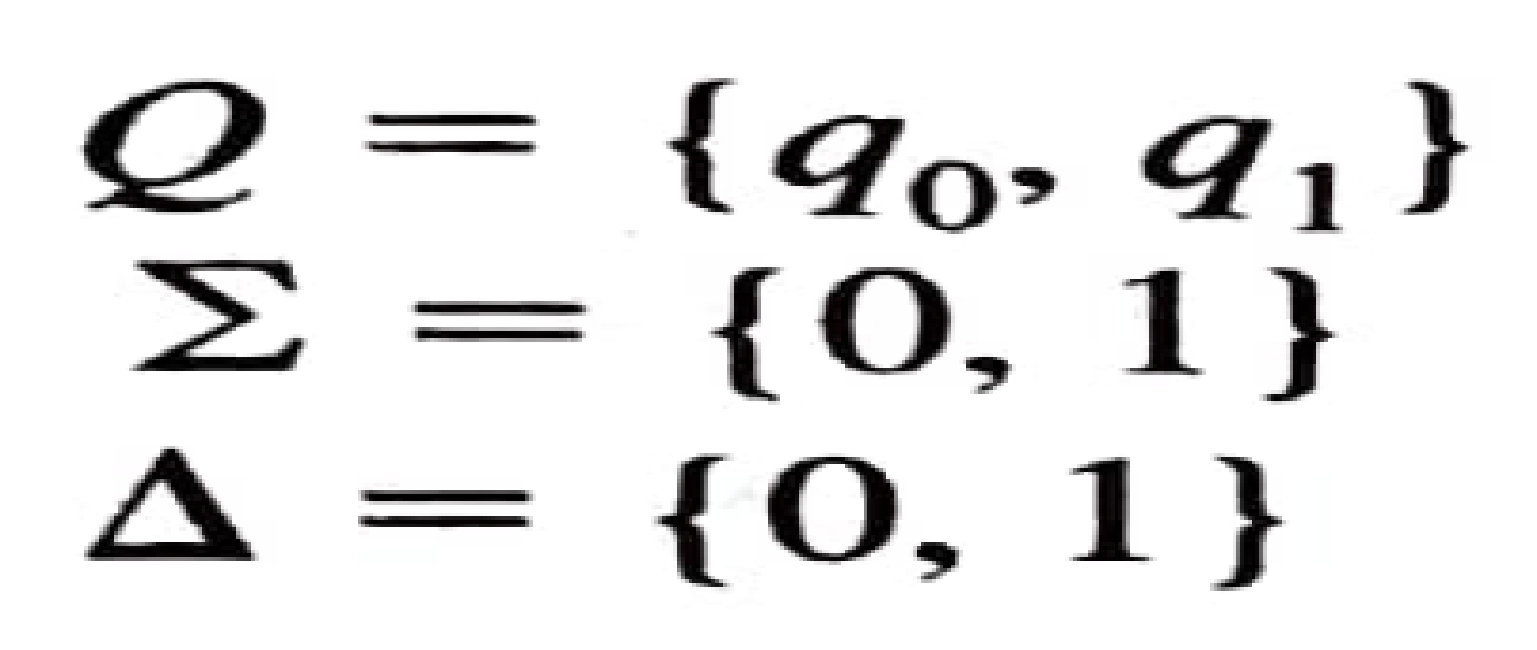 Q = { q₀, q₁ }
Σ = {0, 1}
Δ = {0, 1}